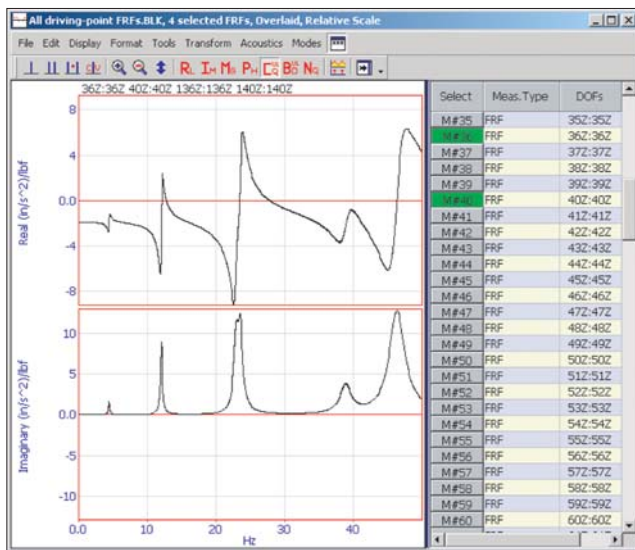 All driving-point FRFs.BLK, 4 selected FRFs, Overlaid, Relative Scale
File Edit Display Format Tools Transform Acoustics Modes
36Z:36Z 40Z:40Z 136Z:136Z 140Z:140Z
8
4
0.0
-4
-8
Real (in/s^2)/lbf
10
5
0.0
-5
-10
Imaginary (in/s^2)/lbf
0.0 10 20 30 40
Hz
Select Meas.Type DOFs
M#35 FRF 35Z:35Z
M#36 FRF 36Z:36Z
M#37 FRF 37Z:37Z
M#38 FRF 38Z:38Z
M#39 FRF 39Z:39Z
M#40 FRF 40Z:40Z
M#41 FRF 41Z:41Z
M#42 FRF 42Z:42Z
M#43 FRF 43Z:43Z
M#44 FRF 44Z:44Z
M#45 FRF 45Z:45Z
M#46 FRF 46Z:46Z
M#47 FRF 47Z:47Z
M#48 FRF 48Z:48Z
M#49 FRF 49Z:49Z
M#50 FRF 50Z:50Z
M#51 FRF 51Z:51Z
M#52 FRF 52Z:52Z
M#53 FRF 53Z:53Z
M#54 FRF 54Z:54Z
M#55 FRF 55Z:55Z
M#56 FRF 56Z:56Z
M#57 FRF 57Z:57Z
M#58 FRF 58Z:58Z
M#59 FRF 59Z:59Z
M#60 FRF 60Z:60Z